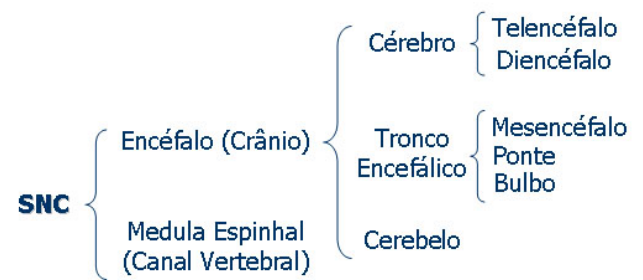 SNC
Encéfalo (Crânio)
Cérebro
Telencéfalo
Diencéfalo
Tronco
Encefálico
Mesencéfalo
Ponte
Bulbo
Cerebelo
Medula Espinhal
(Canal Vertebral)